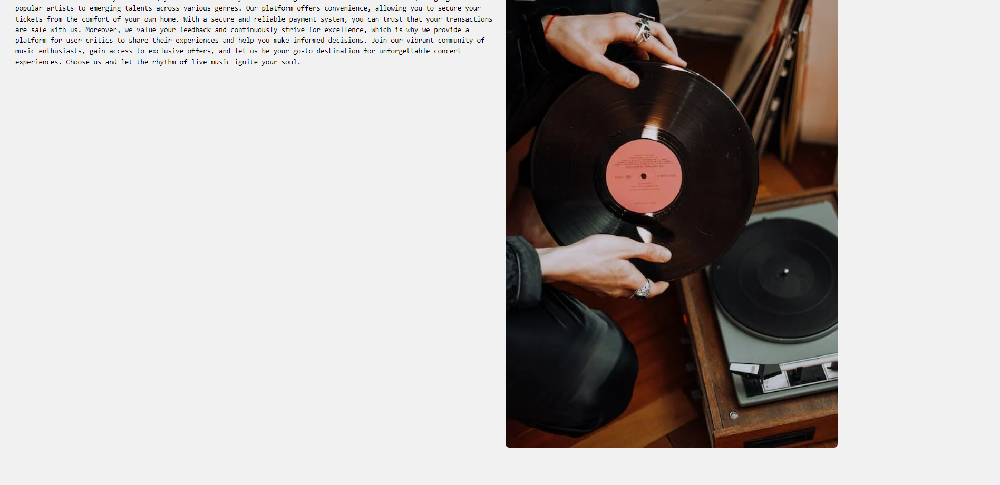 popular artists to emerging talents across various genres. Our platform offers convenience, allowing you to secure your
tickets from the comfort of your own home. With a secure and reliable payment system, you can trust that your transactions
are safe with us. Moreover, we value your feedback and continuously strive for excellence, which is why we provide a
platform for user critics to share their experiences and help you make informed decisions. Join our vibrant community of
music enthusiasts, gain access to exclusive offers, and let us be your go-to destination for unforgettable concert
experiences. Choose us and let the rhythm of live music ignite your soul.